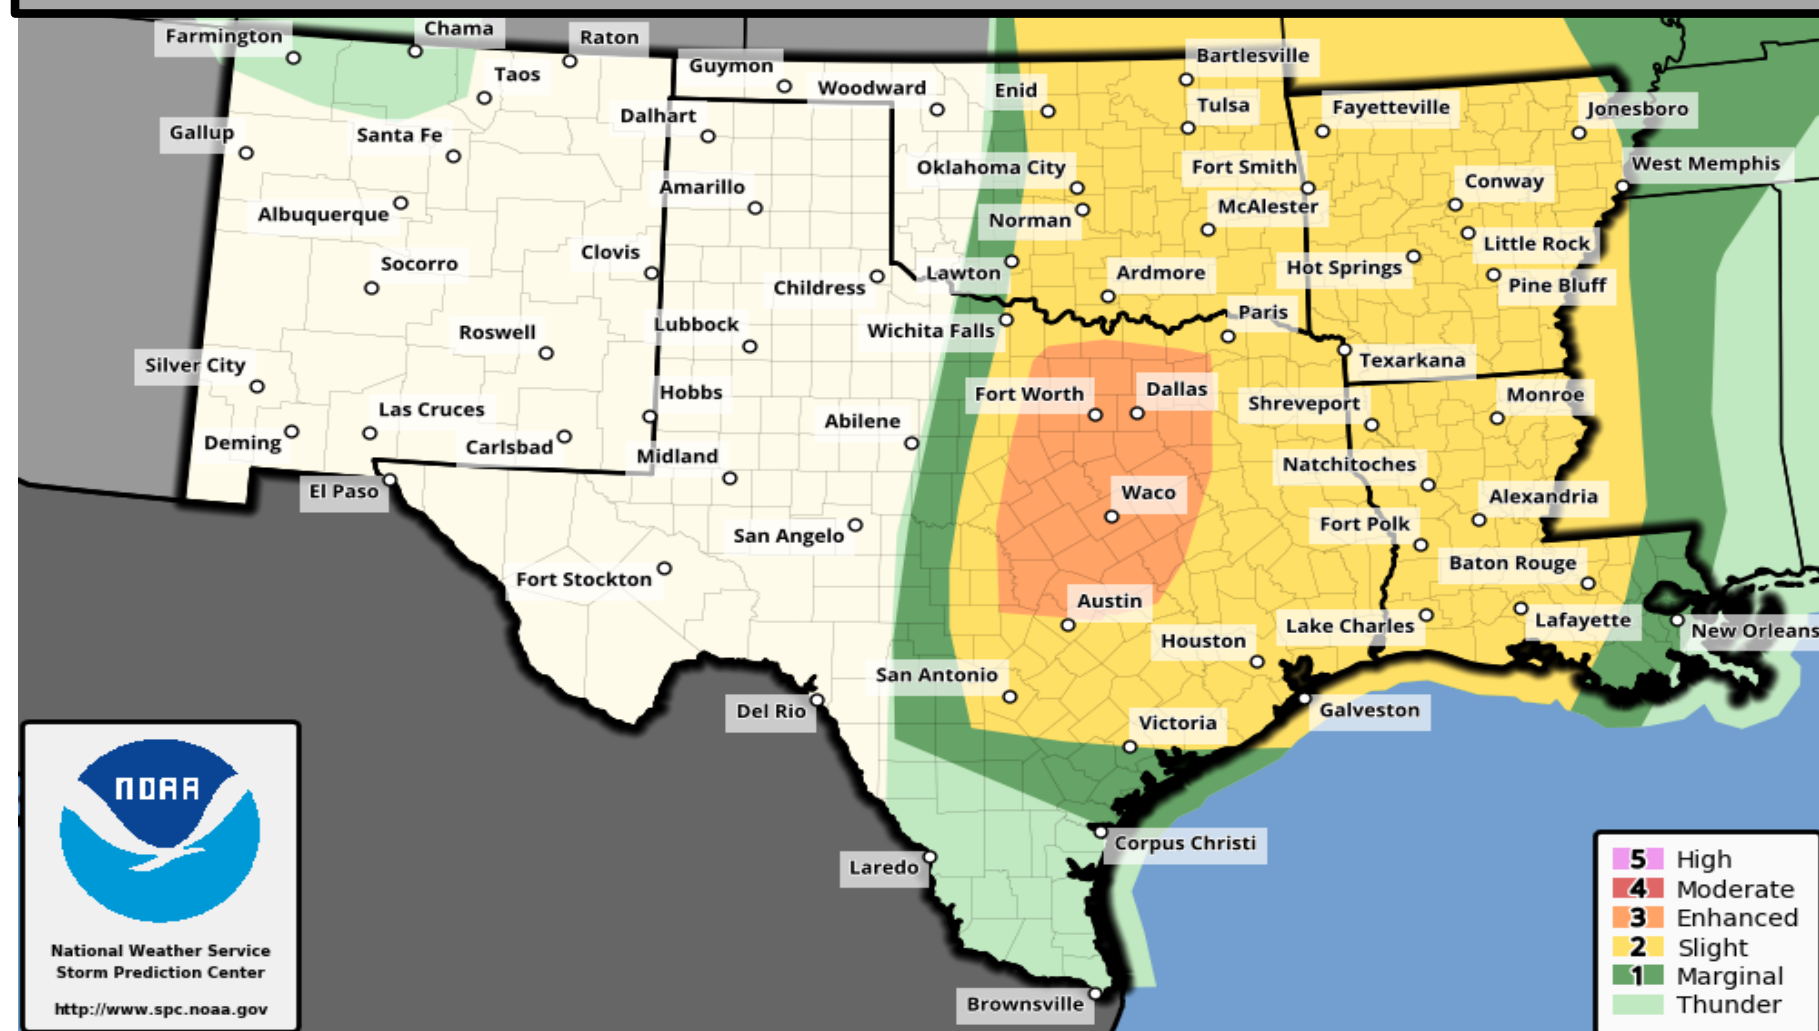 Farmington
Chama
Raton
Taos
Guymon
Woodward
Enid
Bartlesville
Dalhart
Tulsa
Fayetteville
Jonesboro
Gallup
Santa Fe
Oklahoma City
Fort Smith
Conway
West Memphis
Amarillo
Albuquerque
Norman
McAlester
Little Rock
Clovis
Socorro
Childress
Lawton
Ardmore
Hot Springs
Pine Bluff
Roswell
Lubbock
Wichita Falls
Paris
Silver City
Texarkana
Hobbs
Fort Worth
Dallas
Shreveport
Monroe
Las Cruces
Deming
Carlsbad
Midland
Abilene
Natchitoches
El Paso
Waco
Alexandria
San Angelo
Fort Polk
Fort Stockton
Baton Rouge
Austin
Houston
Lake Charles
Lafayette
New Orleans
San Antonio
Del Rio
Victoria
Galveston
Corpus Christi
Laredo
Brownsville
NOAA
National Weather Service
Storm Prediction Center
http://www.spc.noaa.gov
5 High
4 Moderate
3 Enhanced
2 Slight
1 Marginal
Thunder